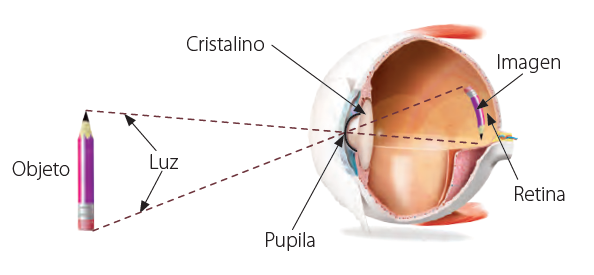 Cristalino
Imagen
Objeto
Luz
Retina
Pupila